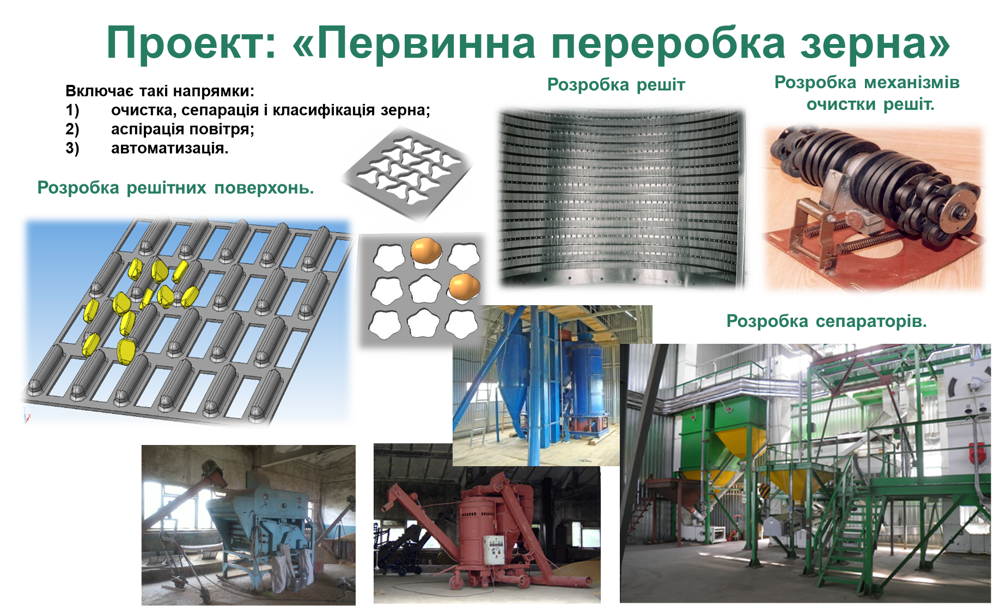 Проект: «Первинна переробка зерна»
Включає такі напрямки:
1) очистка, сепарація і класифікація зерна;
2) аспірація повітря;
3) автоматизація.
Розробка решіт
Розробка механізмів
очистки решіт.
Розробка решітних поверхонь.
Розробка сепараторів.